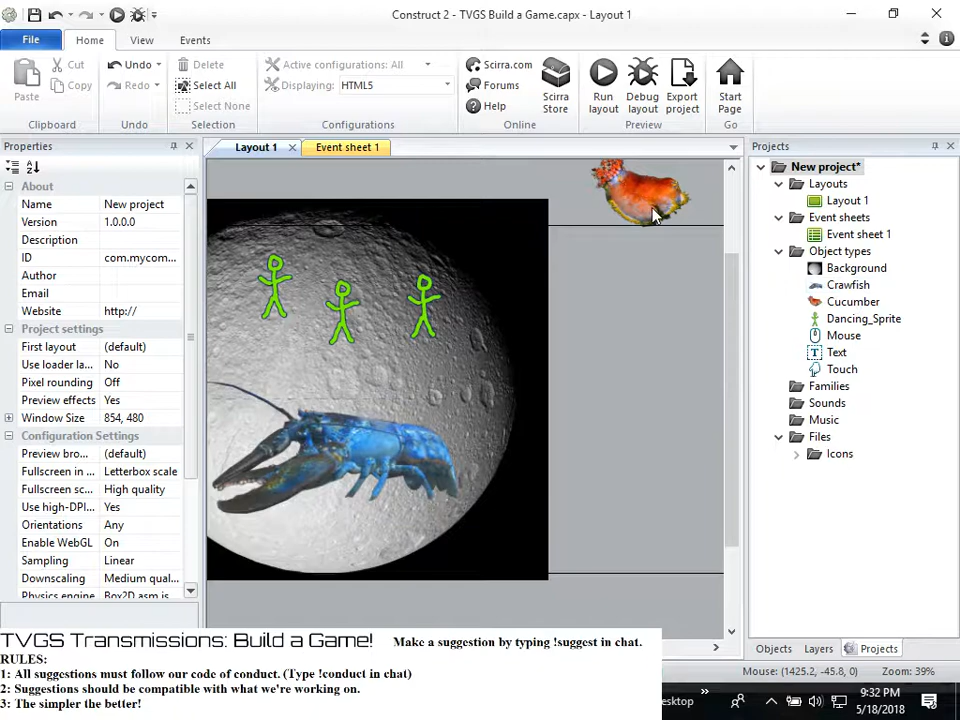 Construct 2 - TVGS Build a Game.capx - Layout 1
File Home View Events
Paste Cut Copy Clipboard
Undo Redo Undo
Delete Select All Select None Selection
Active configurations: All
Displaying: HTML5
Configurations
Scirra.com Forums Help Scirra Store Online
Run layout Debug layout Export project Preview
Start Page Go
Properties
Layout 1 Event sheet 1
Projects
About
Name New project
Version 1.0.0.0
Description
ID com.mycom...
Author
Email
Website http://
Project settings
First layout (default)
Use loader la... No
Pixel rounding Off
Preview effects Yes
Window Size 854, 480
Configuration Settings
Preview bro... (default)
Fullscreen in ... Letterbox scale
Fullscreen sc... High quality
Use high-DPI... Yes
Orientations Any
Enable WebGL On
Sampling Linear
Downscaling Medium qual...
Physics engine Box2D asm.js
New project*
Layouts
Layout 1
Event sheets
Event sheet 1
Object types
Background
Crawfish
Cucumber
Dancing_Sprite
Mouse
Text
Touch
Families
Sounds
Music
Files
Icons
Objects Layers Projects
Mouse: (1425.2, -45.8, 0) Zoom: 39%
TVGS Transmissions: Build a Game! Make a suggestion by typing !suggest in chat.
RULES:
1: All suggestions must follow our code of conduct. (Type !conduct in chat)
2: Suggestions should be compatible with what we're working on.
3: The simpler the better!
esktop
9:32 PM
5/18/2018